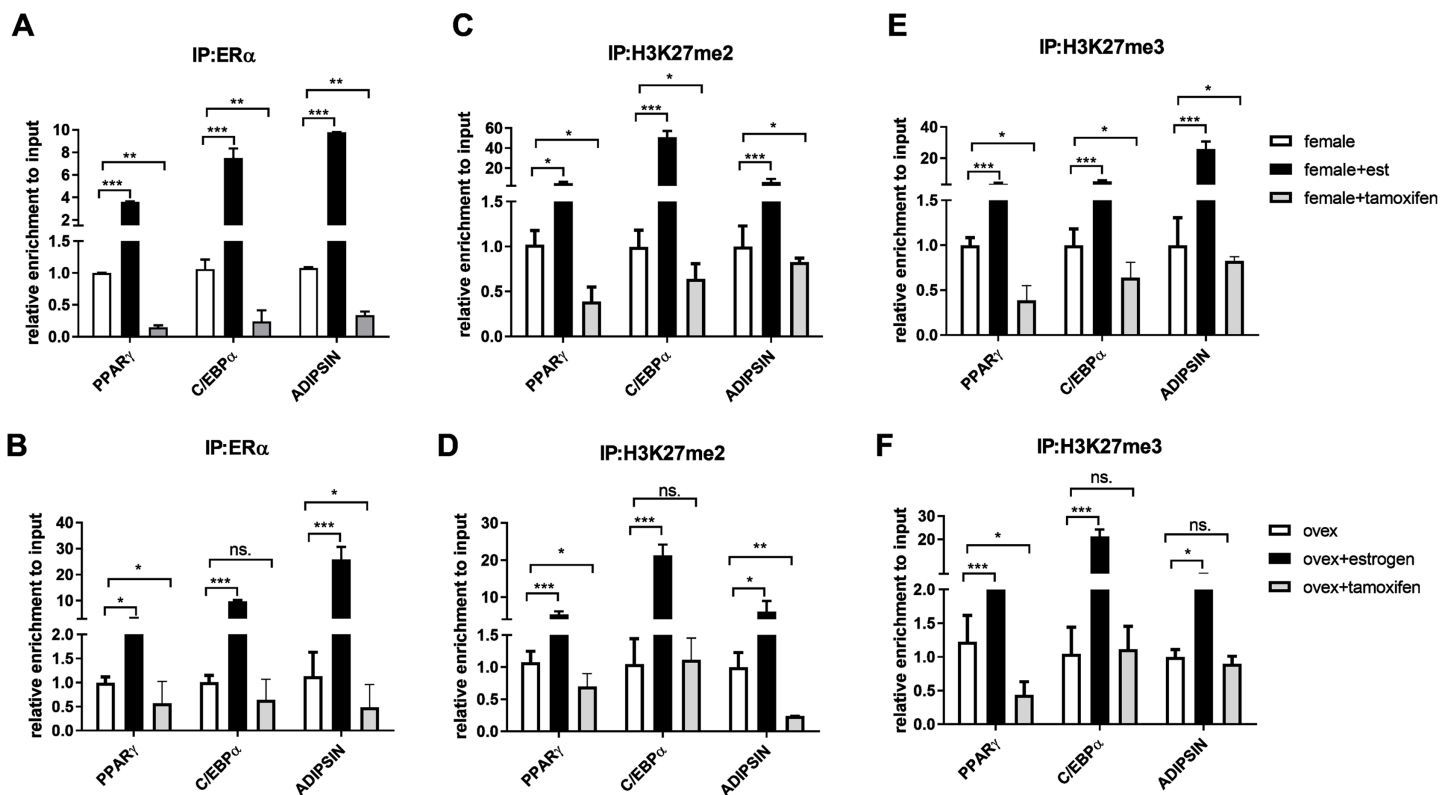 A
IP:ERα
relative enrichment to input
10
8
6
4
2
1.5
1.0
0.5
0.0
***
**
***
**
***
**
PPARγ
C/EBPα
ADIPSIN
C
IP:H3K27me2
relative enrichment to input
60
40
20
1.5
1.0
0.5
0.0
*
*
***
*
***
*
PPARγ
C/EBPα
ADIPSIN
E
IP:H3K27me3
relative enrichment to input
40
20
1.5
1.0
0.5
0.0
***
*
***
*
***
*
PPARγ
C/EBPα
ADIPSIN
female
female+est
female+tamoxifen
B
IP:ERα
relative enrichment to input
40
30
20
10
2.0
1.5
1.0
0.5
0.0
*
*
***
ns.
***
*
PPARγ
C/EBPα
ADIPSIN
D
IP:H3K27me2
relative enrichment to input
30
20
10
1.5
1.0
0.5
0.0
***
*
***
ns.
*
**
PPARγ
C/EBPα
ADIPSIN
F
IP:H3K27me3
relative enrichment to input
30
20
2.0
1.5
1.0
0.5
0.0
***
*
***
ns.
*
ns.
PPARγ
C/EBPα
ADIPSIN
ovex
ovex+estrogen
ovex+tamoxifen